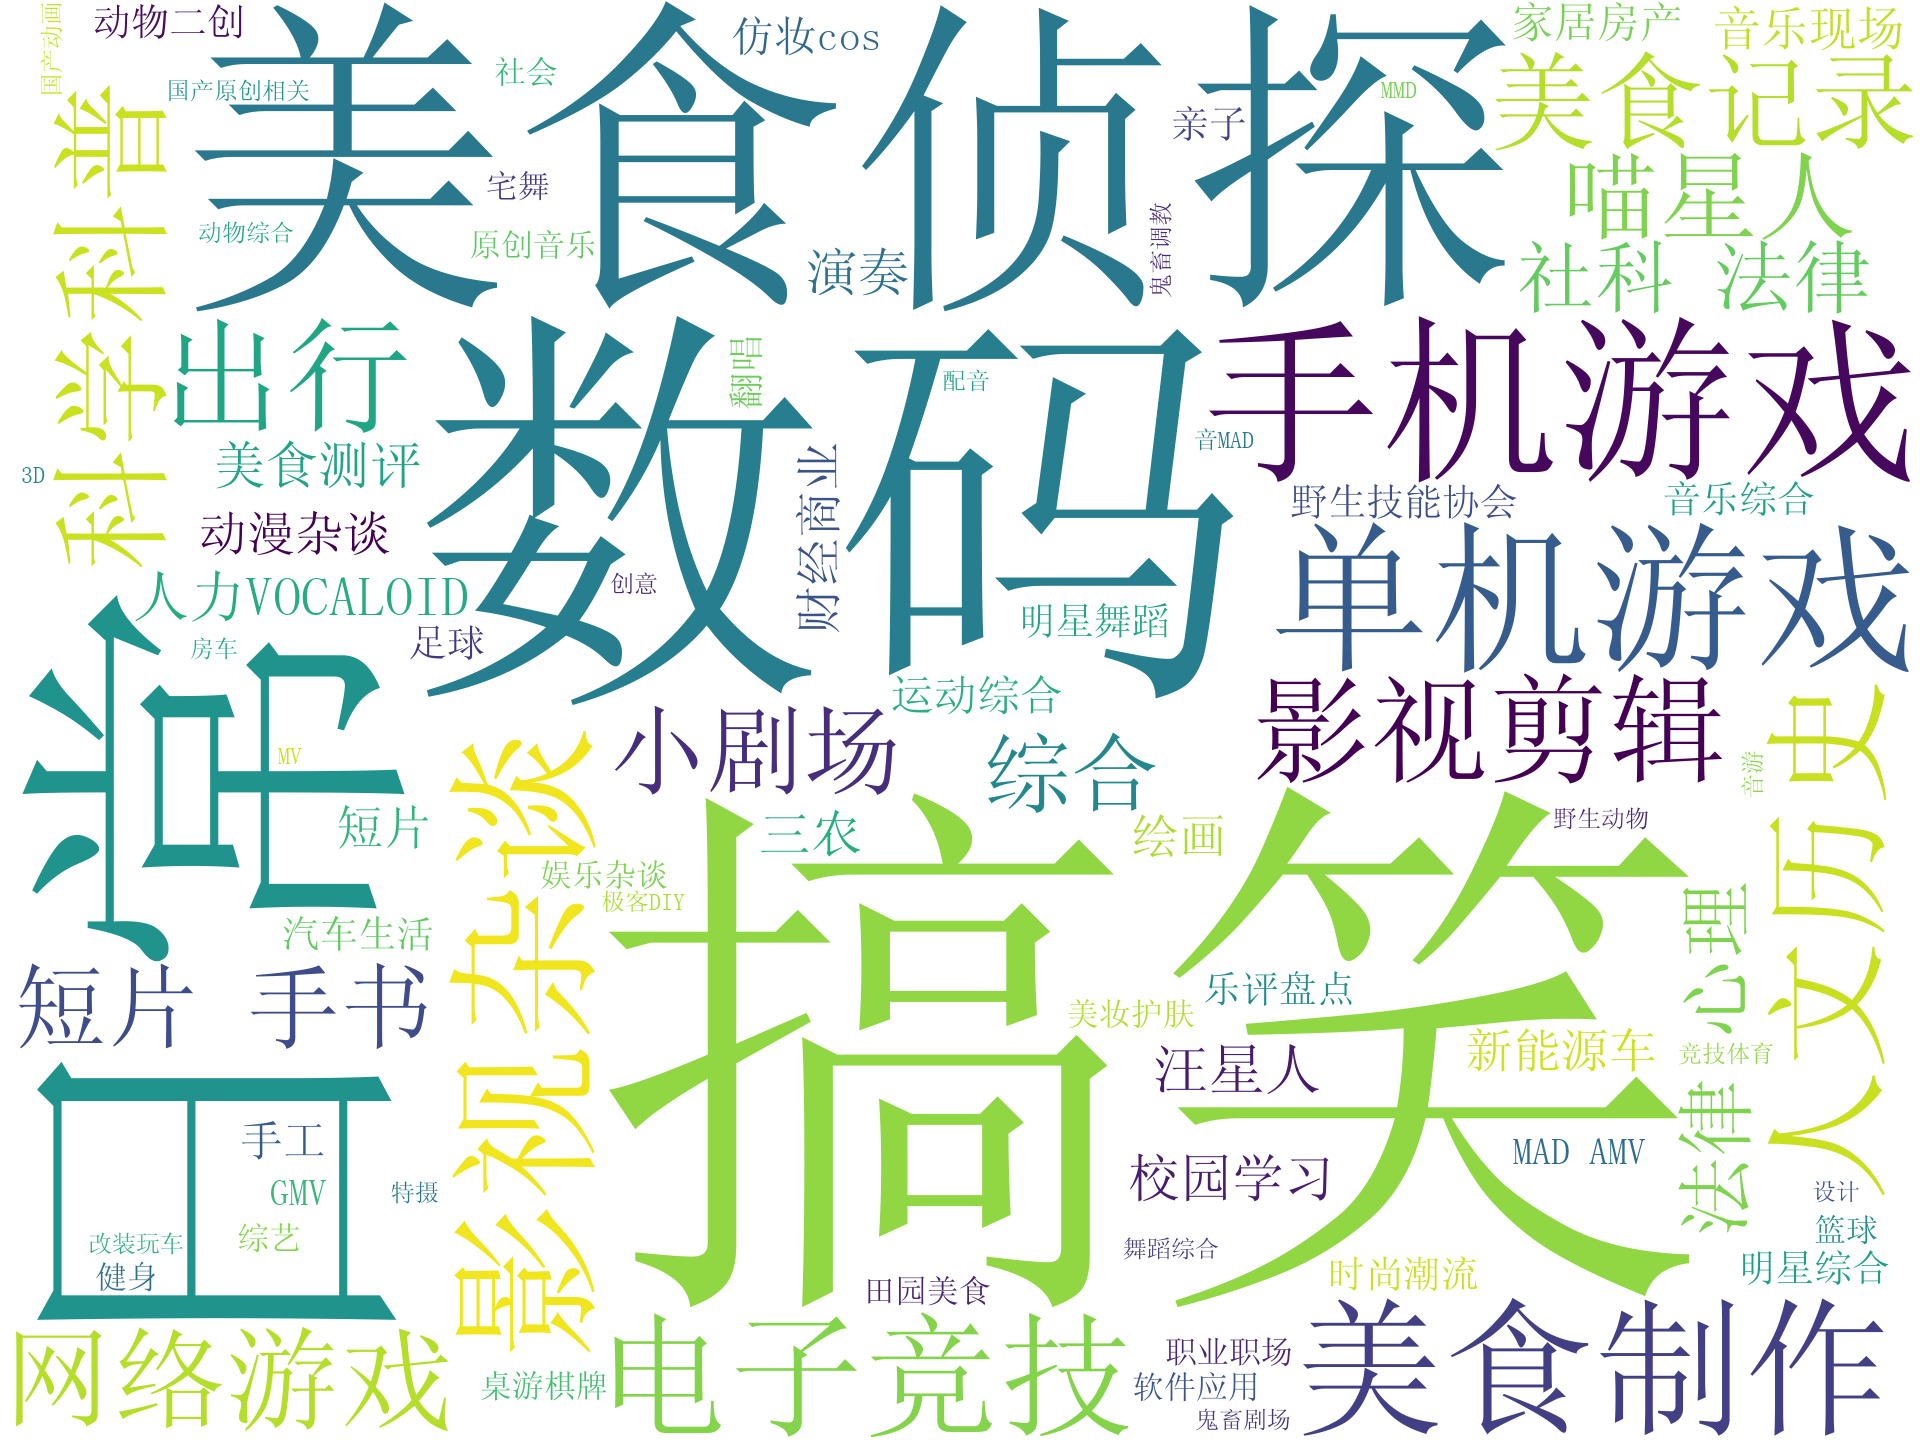 国产动画
动物二创
美食侦探
仿妆cos
家居房产
音乐现场
社会
国产原创相关
MMD
美食记录
亲子
科学科普
宅舞
喵星人
动物综合
原创音乐
演奏
鬼畜调教
社科 法律
出行
数码
手机游戏
翻唱
配音
音MAD
美食测评
3D
财经商业
野生技能协会
音乐综合
动漫杂谈
单机游戏
人力VOCALOID
创意
明星舞蹈
足球
房车
日常
运动综合
影视剪辑
人文历史
小剧场
综合
MV
影视杂谈
音游
短片
三农
绘画
野生动物
搞笑
娱乐杂谈
极客DIY
汽车生活
法律心理
短片 手书
乐评盘点
美妆护肤
新能源车
竞技体育
汪星人
手工
MAD AMV
校园学习
GMV
特摄
设计
综艺
改装玩车
篮球
舞蹈综合
明星综合
健身
时尚潮流
田园美食
网络游戏
电子竞技
美食制作
职业职场
桌游棋牌
软件应用
鬼畜剧场